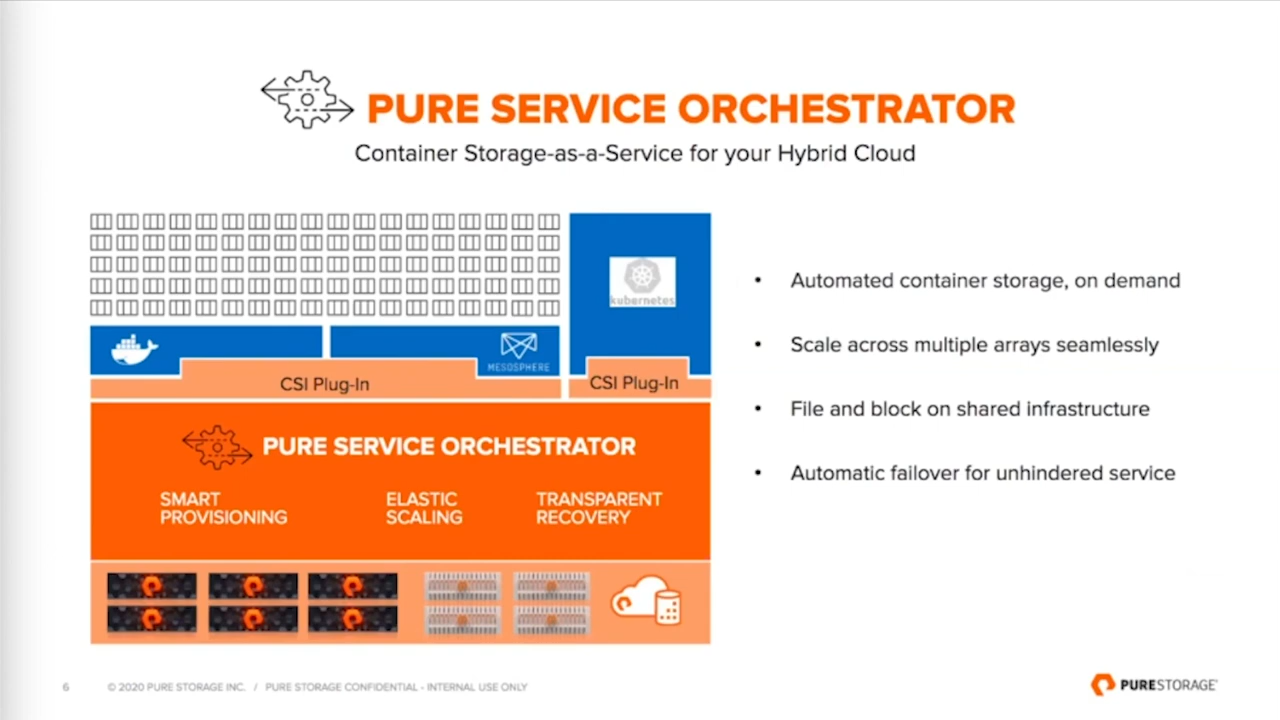 PURE SERVICE ORCHESTRATOR
Container Storage-as-a-Service for your Hybrid Cloud
kubernetes
MESOSPHERE
CSI Plug-In
CSI Plug-In
PURE SERVICE ORCHESTRATOR
SMART
PROVISIONING
ELASTIC
SCALING
TRANSPARENT
RECOVERY
• Automated container storage, on demand
• Scale across multiple arrays seamlessly
• File and block on shared infrastructure
• Automatic failover for unhindered service
6 © 2020 PURE STORAGE INC. / PURE STORAGE CONFIDENTIAL - INTERNAL USE ONLY
PURESTORAGE®